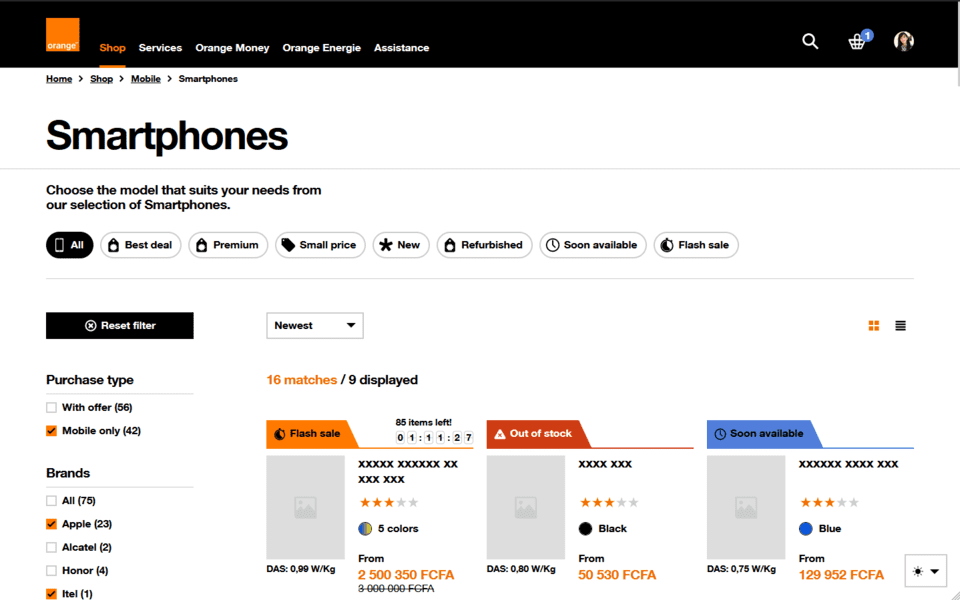 orange
Shop Services Orange Money Orange Energie Assistance
1
Home > Shop > Mobile > Smartphones
Smartphones
Choose the model that suits your needs from
our selection of Smartphones.
All Best deal Premium Small price New Refurbished Soon available Flash sale
Reset filter
Newest
Purchase type
With offer (56)
Mobile only (42)
Brands
All (75)
Apple (23)
Alcatel (2)
Honor (4)
Itel (1)
16 matches / 9 displayed
Flash sale
85 items left!
01:11:27
xxxxx xxxxxx xx
xxx xxx
5 colors
From
DAS: 0,99 W/Kg
2 500 350 FCFA
3 000 000 FCFA
Out of stock
xxxx xxx
Black
From
DAS: 0,80 W/Kg
50 530 FCFA
Soon available
xxxxxx xxxx xxx
Blue
From
DAS: 0,75 W/Kg
129 952 FCFA